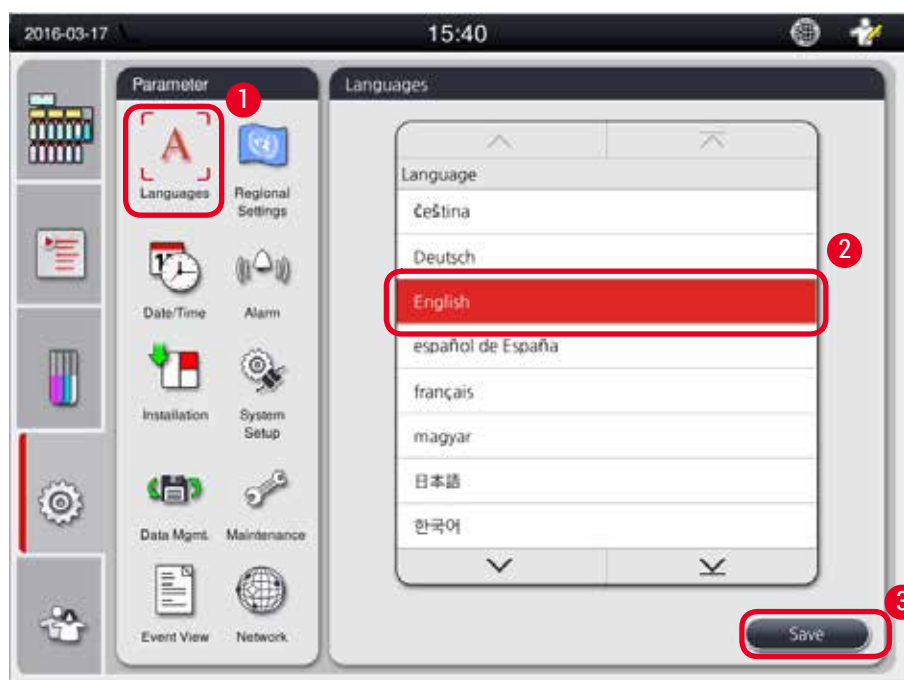 2016-03-17
15:40
Parameter
1
Languages
A
Languages
Regional
Settings
Date/Time
Alarm
Installation
System
Setup
Data Mgmt.
Maintenance
Event View
Network
Language
čeština
Deutsch
2
English
español de España
français
magyar
日本語
한국어
3
Save